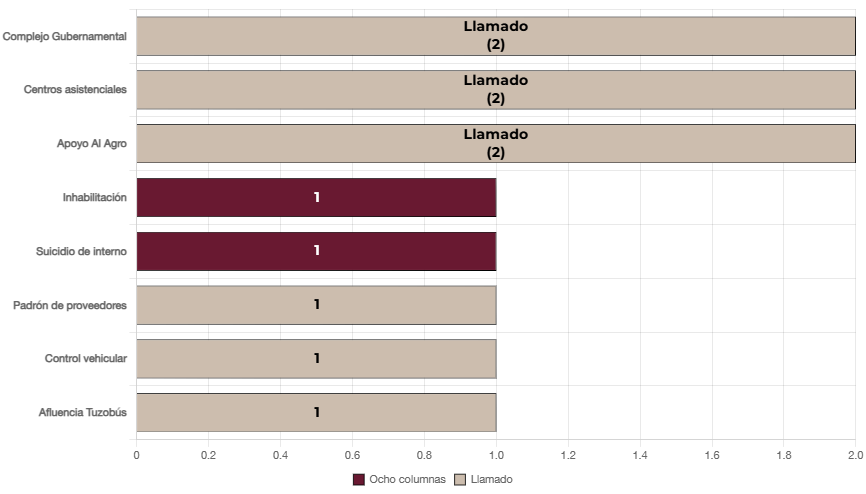 Complejo Gubernamental
Llamado
(2)
Centros asistenciales
Llamado
(2)
Apoyo Al Agro
Llamado
(2)
Inhabilitación
1
Suicidio de interno
1
Padrón de proveedores
1
Control vehicular
1
Afluencia Tuzobús
1
0 0.2 0.4 0.6 0.8 1.0 1.2 1.4 1.6 1.8 2.0
Ocho columnas Llamado